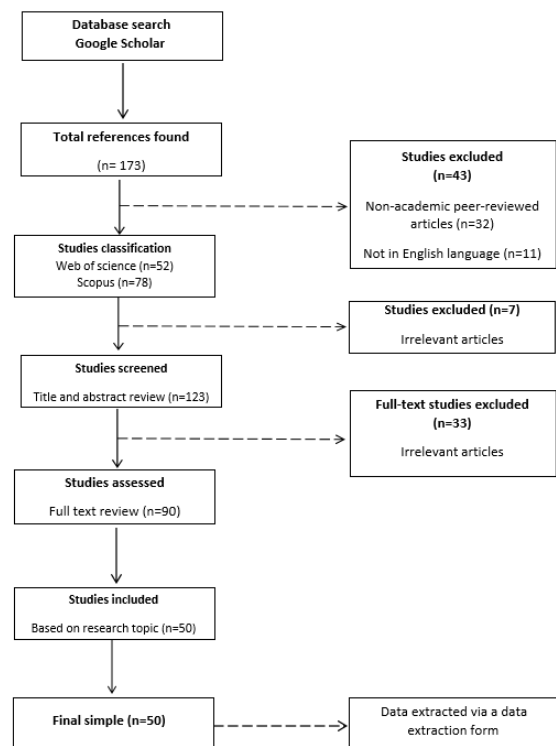 Database search
Google Scholar
Total references found
(n= 173)
Studies excluded
(n=43)
Non-academic peer-reviewed
articles (n=32)
Not in English language (n=11)
Studies classification
Web of science (n=52)
Scopus (n=78)
Studies excluded (n=7)
Irrelevant articles
Studies screened
Title and abstract review (n=123)
Full-text studies excluded
(n=33)
Irrelevant articles
Studies assessed
Full text review (n=90)
Studies included
Based on research topic (n=50)
Final simple (n=50)
Data extracted via a data
extraction form